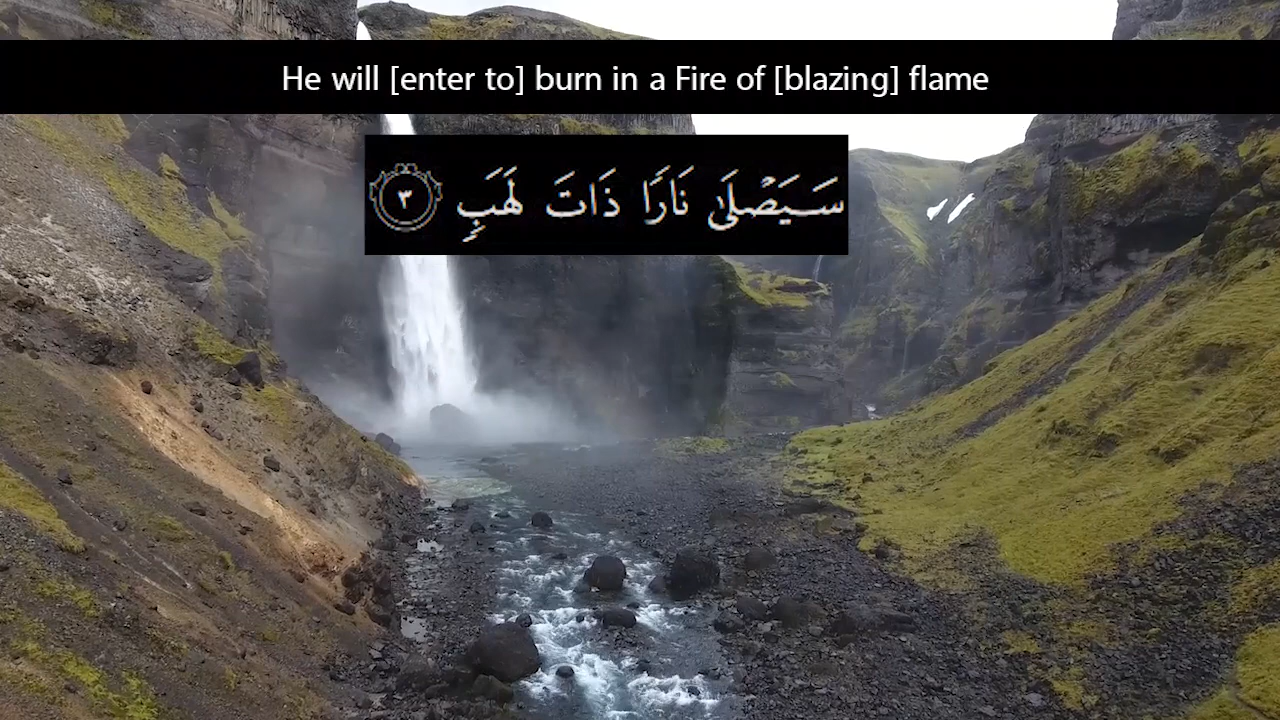 He will [enter to] burn in a Fire of [blazing] flame
سَيَصْلَىٰ نَارًا ذَاتَ لَهَبٍ ٣